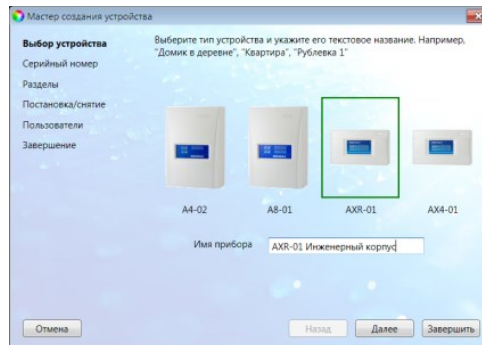 Мастер создания устройства
Выбор устройства
Серийный номер
Разделы
Постановка/снятие
Пользователи
Завершение
Выберите тип устройства и укажите его текстовое название. Например,
"Домик в деревне", "Квартира", "Рублевка 1"
A4-02 A8-01 AXR-01 AX4-01
Имя прибора AXR-01 Инженерный корпус
Отмена Назад Далее Завершить